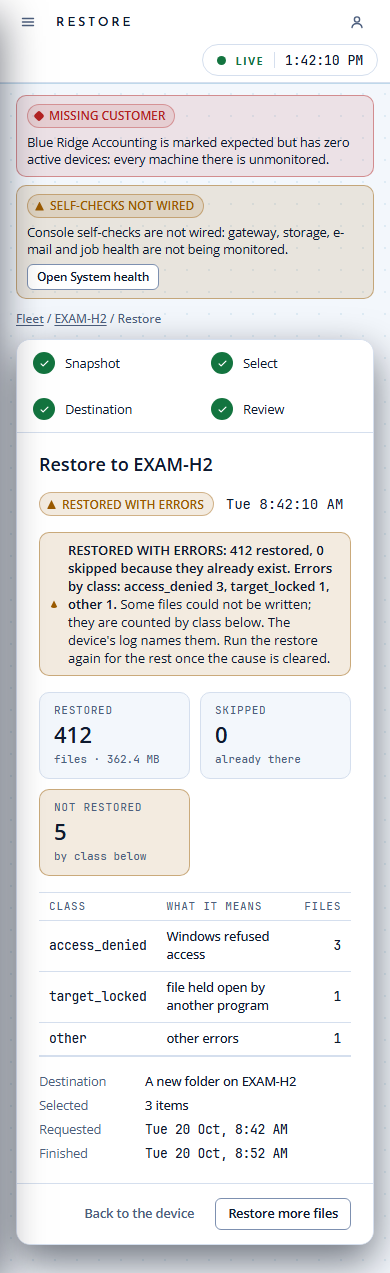 RESTORE
LIVE 1:42:10 PM
MISSING CUSTOMER
Blue Ridge Accounting is marked expected but has zero
active devices: every machine there is unmonitored.
SELF-CHECKS NOT WIRED
Console self-checks are not wired: gateway, storage, e-
mail and job health are not being monitored.
Open System health
Fleet / EXAM-H2 / Restore
Snapshot
Select
Destination
Review
Restore to EXAM-H2
RESTORED WITH ERRORS Tue 8:42:10 AM
RESTORED WITH ERRORS: 412 restored, 0
skipped because they already exist. Errors
by class: access_denied 3, target_locked 1,
other 1. Some files could not be written;
they are counted by class below. The
device's log names them. Run the restore
again for the rest once the cause is cleared.
RESTORED
412
files · 362.4 MB
SKIPPED
0
already there
NOT RESTORED
5
by class below
CLASS WHAT IT MEANS FILES
access_denied Windows refused
access 3
target_locked file held open by
another program 1
other other errors 1
Destination A new folder on EXAM-H2
Selected 3 items
Requested Tue 20 Oct, 8:42 AM
Finished Tue 20 Oct, 8:52 AM
Back to the device
Restore more files